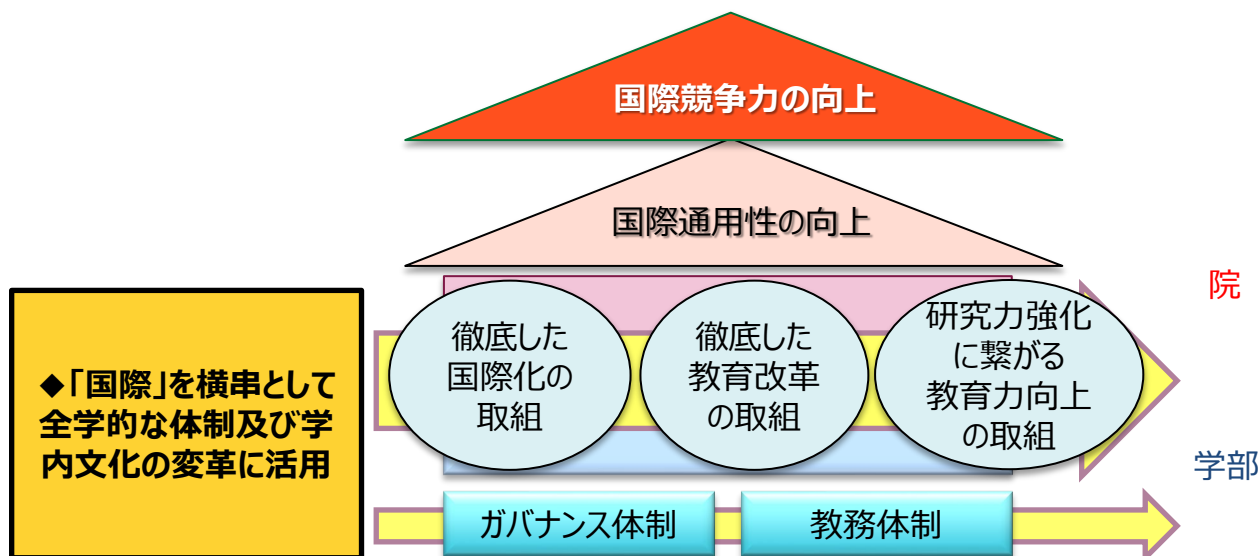 国際競争力の向上
国際通用性の向上
院
◆「国際」を横串として
全学的な体制及び学
内文化の変革に活用
徹底した
国際化の
取組
徹底した
教育改革
の取組
研究力強化
に繋がる
教育力向上
の取組
学部
ガバナンス体制
教務体制